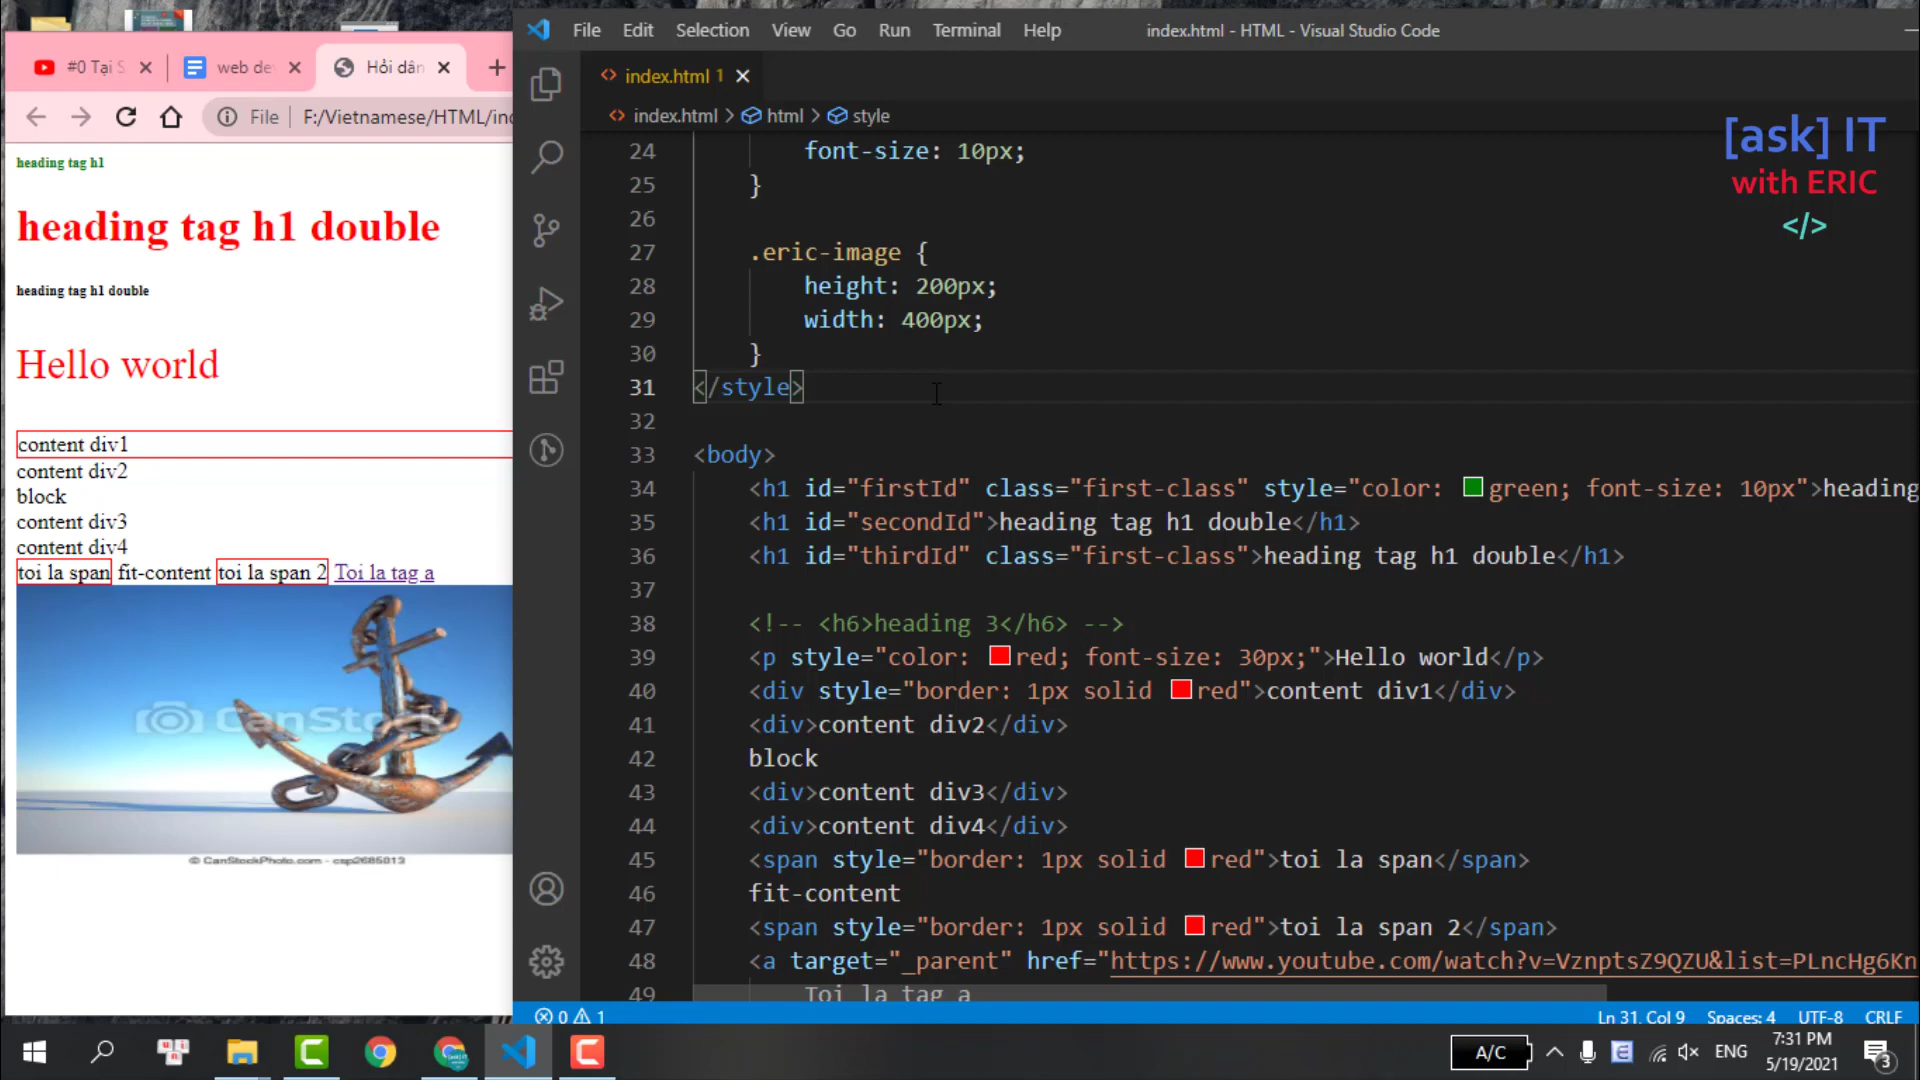 #0 Tại S
web de
Hỏi dân
File
F:/Vietnamese/HTML/in
heading tag h1
heading tag h1 double
heading tag h1 double
Hello world
content div1
content div2
block
content div3
content div4
toi la span fit-content toi la span 2 Toi la tag a
CanStock
© CanStockPhoto.com - csp2685013
File Edit Selection View Go Run Terminal Help
index.html - HTML - Visual Studio Code
index.html 1
index.html > html > style
[ask] IT
with ERIC
</>
24 font-size: 10px;
25 }
26
27 .eric-image {
28 height: 200px;
29 width: 400px;
30 }
31 </style>
32
33 <body>
34 <h1 id="firstId" class="first-class" style="color: green; font-size: 10px">heading
35 <h1 id="secondId">heading tag h1 double</h1>
36 <h1 id="thirdId" class="first-class">heading tag h1 double</h1>
37
38 <!-- <h6>heading 3</h6> -->
39 <p style="color: red; font-size: 30px;">Hello world</p>
40 <div style="border: 1px solid red">content div1</div>
41 <div>content div2</div>
42 block
43 <div>content div3</div>
44 <div>content div4</div>
45 <span style="border: 1px solid red">toi la span</span>
46 fit-content
47 <span style="border: 1px solid red">toi la span 2</span>
48 <a target="_parent" href="https://www.youtube.com/watch?v=VznptsZ9QZU&list=PLncHg6Kn
49 Toi la tag a
0 1
Ln 31, Col 9 Spaces: 4 UTF-8 CRLF
A/C
ENG
7:31 PM
5/19/2021
3